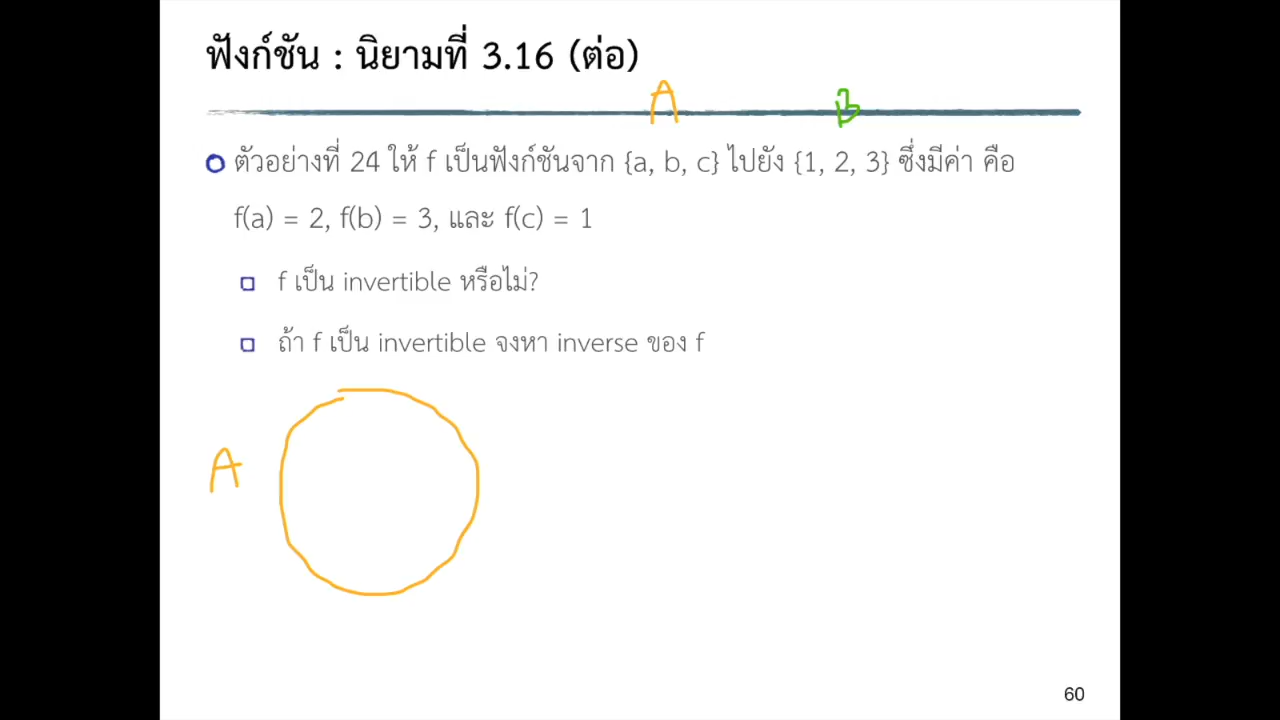 ฟังก์ชัน : นิยามที่ 3.16 (ต่อ)
A B
ตัวอย่างที่ 24 ให้ f เป็นฟังก์ชันจาก {a, b, c} ไปยัง {1, 2, 3} ซึ่งมีค่า คือ
f(a) = 2, f(b) = 3, และ f(c) = 1
f เป็น invertible หรือไม่?
ถ้า f เป็น invertible จงหา inverse ของ f
A
60